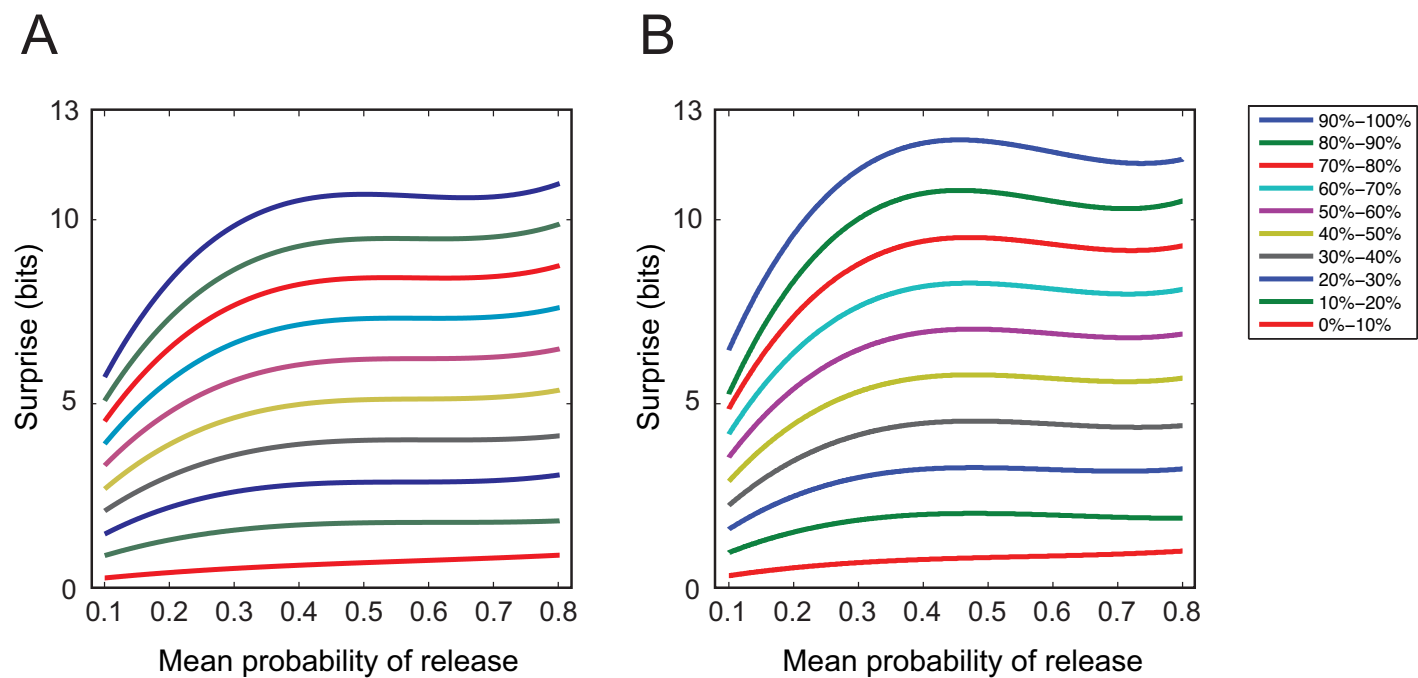 A
B
13
10
5
0
Surprise (bits)
0.1 0.2 0.3 0.4 0.5 0.6 0.7 0.8
Mean probability of release
13
10
5
0
Surprise (bits)
0.1 0.2 0.3 0.4 0.5 0.6 0.7 0.8
Mean probability of release
90%–100%
80%–90%
70%–80%
60%–70%
50%–60%
40%–50%
30%–40%
20%–30%
10%–20%
0%–10%